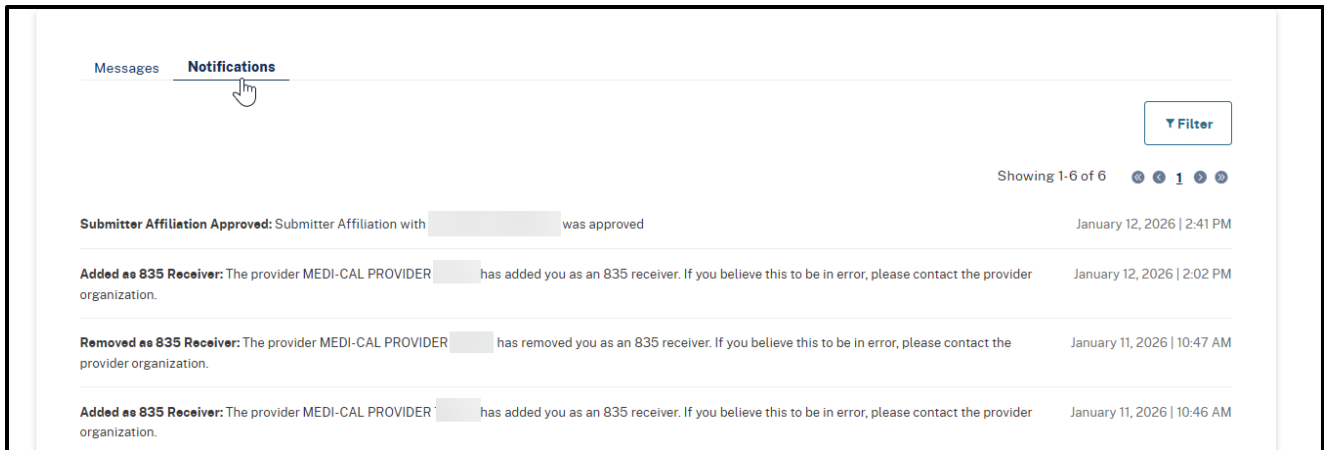 Messages Notifications
Filter
Showing 1-6 of 6 1
Submitter Affiliation Approved: Submitter Affiliation with was approved January 12, 2026 | 2:41 PM
Added as 835 Receiver: The provider MEDI-CAL PROVIDER has added you as an 835 receiver. If you believe this to be in error, please contact the provider January 12, 2026 | 2:02 PM
organization.
Removed as 835 Receiver: The provider MEDI-CAL PROVIDER has removed you as an 835 receiver. If you believe this to be in error, please contact the January 11, 2026 | 10:47 AM
provider organization.
Added as 835 Receiver: The provider MEDI-CAL PROVIDER has added you as an 835 receiver. If you believe this to be in error, please contact the provider January 11, 2026 | 10:46 AM
organization.